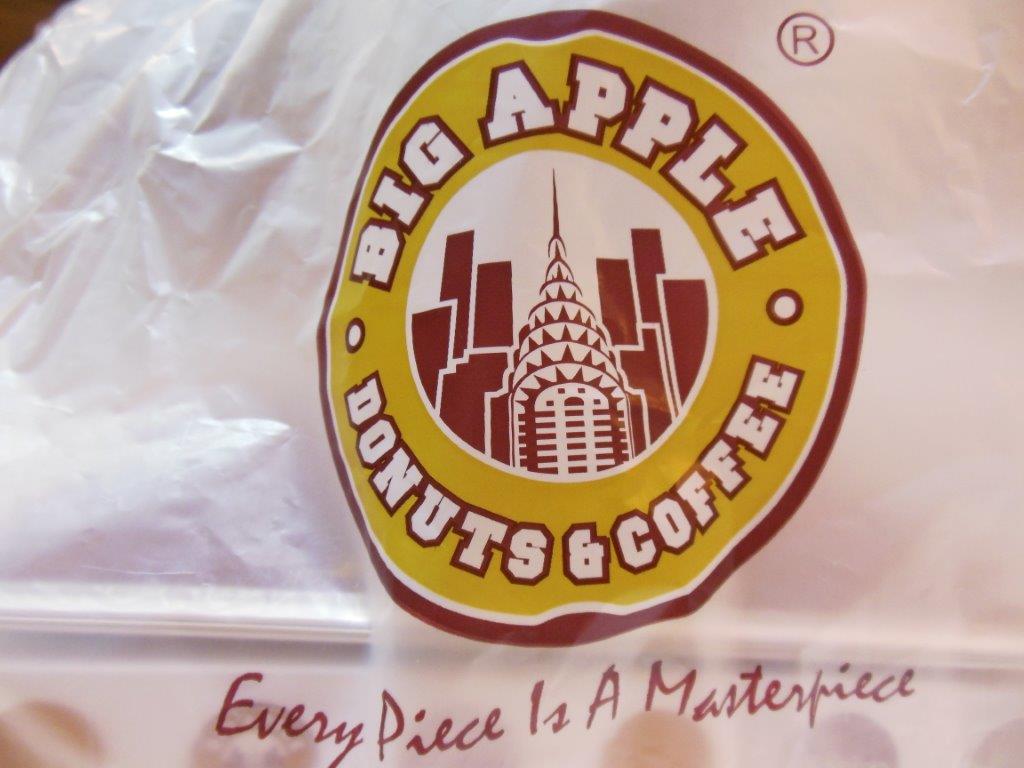 BIG APPLE
• DONUTS & COFFEE •
®
Every Piece Is A Masterpiece